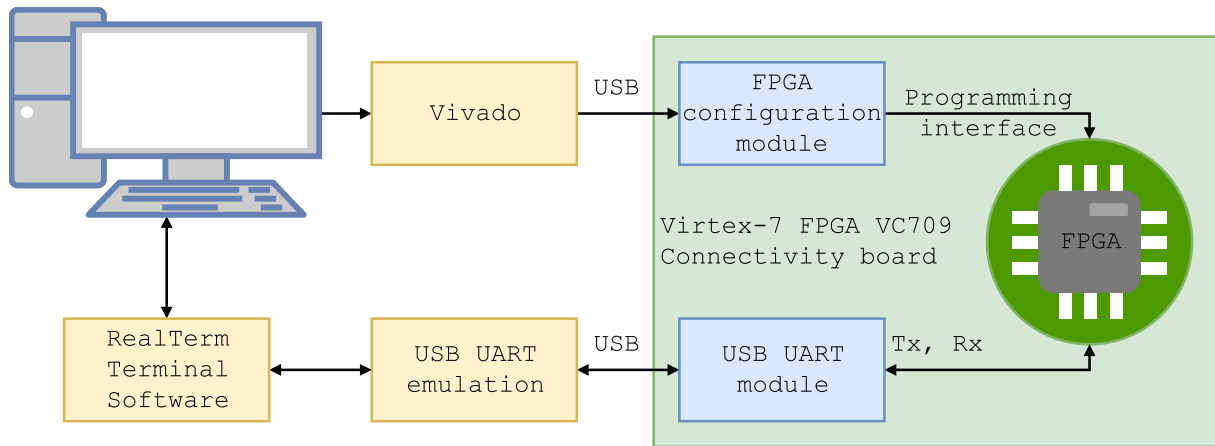 Vivado
USB
FPGA
configuration
module
Programming
interface
Virtex-7 FPGA VC709
Connectivity board
FPGA
RealTerm
Terminal
Software
USB UART
emulation
USB
USB UART
module
Tx, Rx